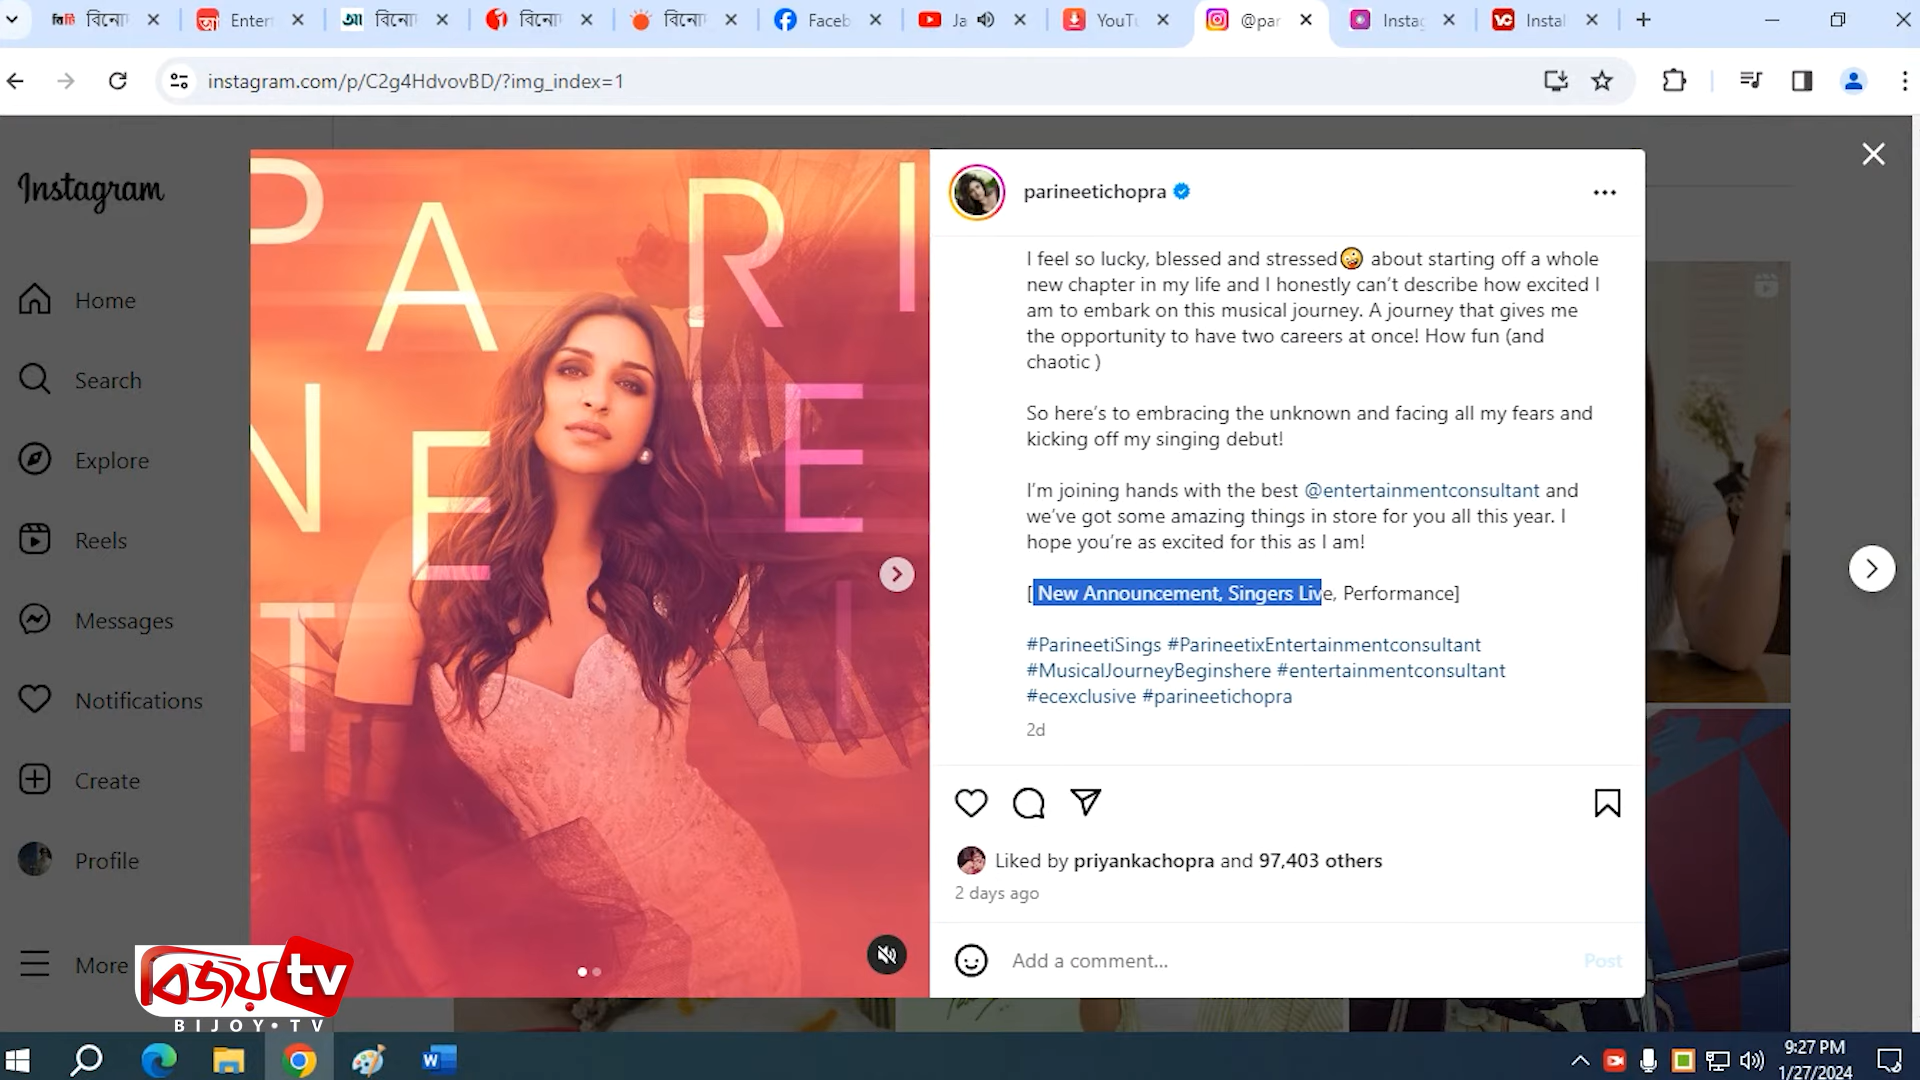 বিনো
Enter
বিনো
বিনো
বিনো
Faceb
Ja
YouTu
@par
Instag
Instal
instagram.com/p/C2g4HdvovBD/?img_index=1
Instagram
Home
Search
Explore
Reels
Messages
Notifications
Create
Profile
More
P A R I
N E E
T I
parineetichopra
I feel so lucky, blessed and stressed🤪 about starting off a whole
new chapter in my life and I honestly can’t describe how excited I
am to embark on this musical journey. A journey that gives me
the opportunity to have two careers at once! How fun (and
chaotic )
So here’s to embracing the unknown and facing all my fears and
kicking off my singing debut!
I’m joining hands with the best @entertainmentconsultant and
we’ve got some amazing things in store for you all this year. I
hope you’re as excited for this as I am!
[ New Announcement, Singers Live, Performance]
#ParineetiSings #ParineetixEntertainmentconsultant
#MusicalJourneyBeginshere #entertainmentconsultant
#ecexclusive #parineetichopra
2d
Liked by priyankachopra and 97,403 others
2 days ago
Add a comment...
Post
বিজয় tv
BIJOY•TV
9:27 PM
1/27/2024